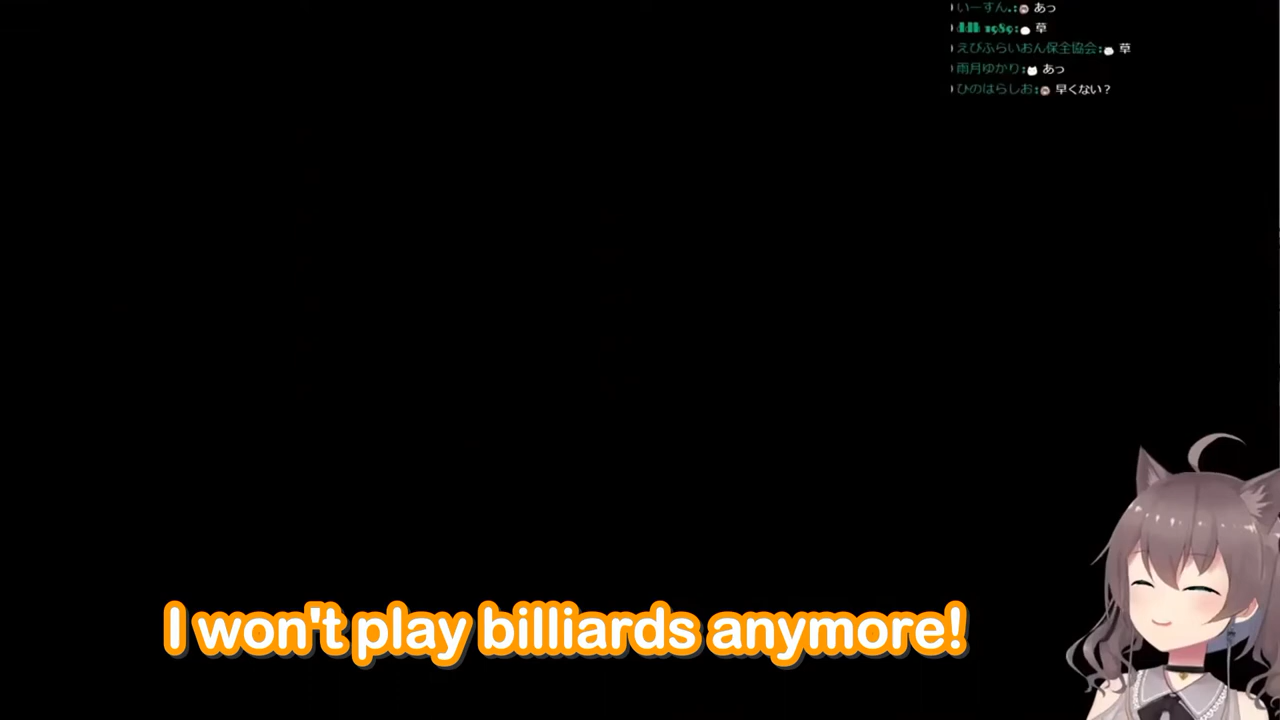 いーすん.: あっ
1989: 草
えびふらいおん保全協会: 草
雨月ゆかり: あっ
ひのはらしお: 早くない?
I won't play billiards anymore!